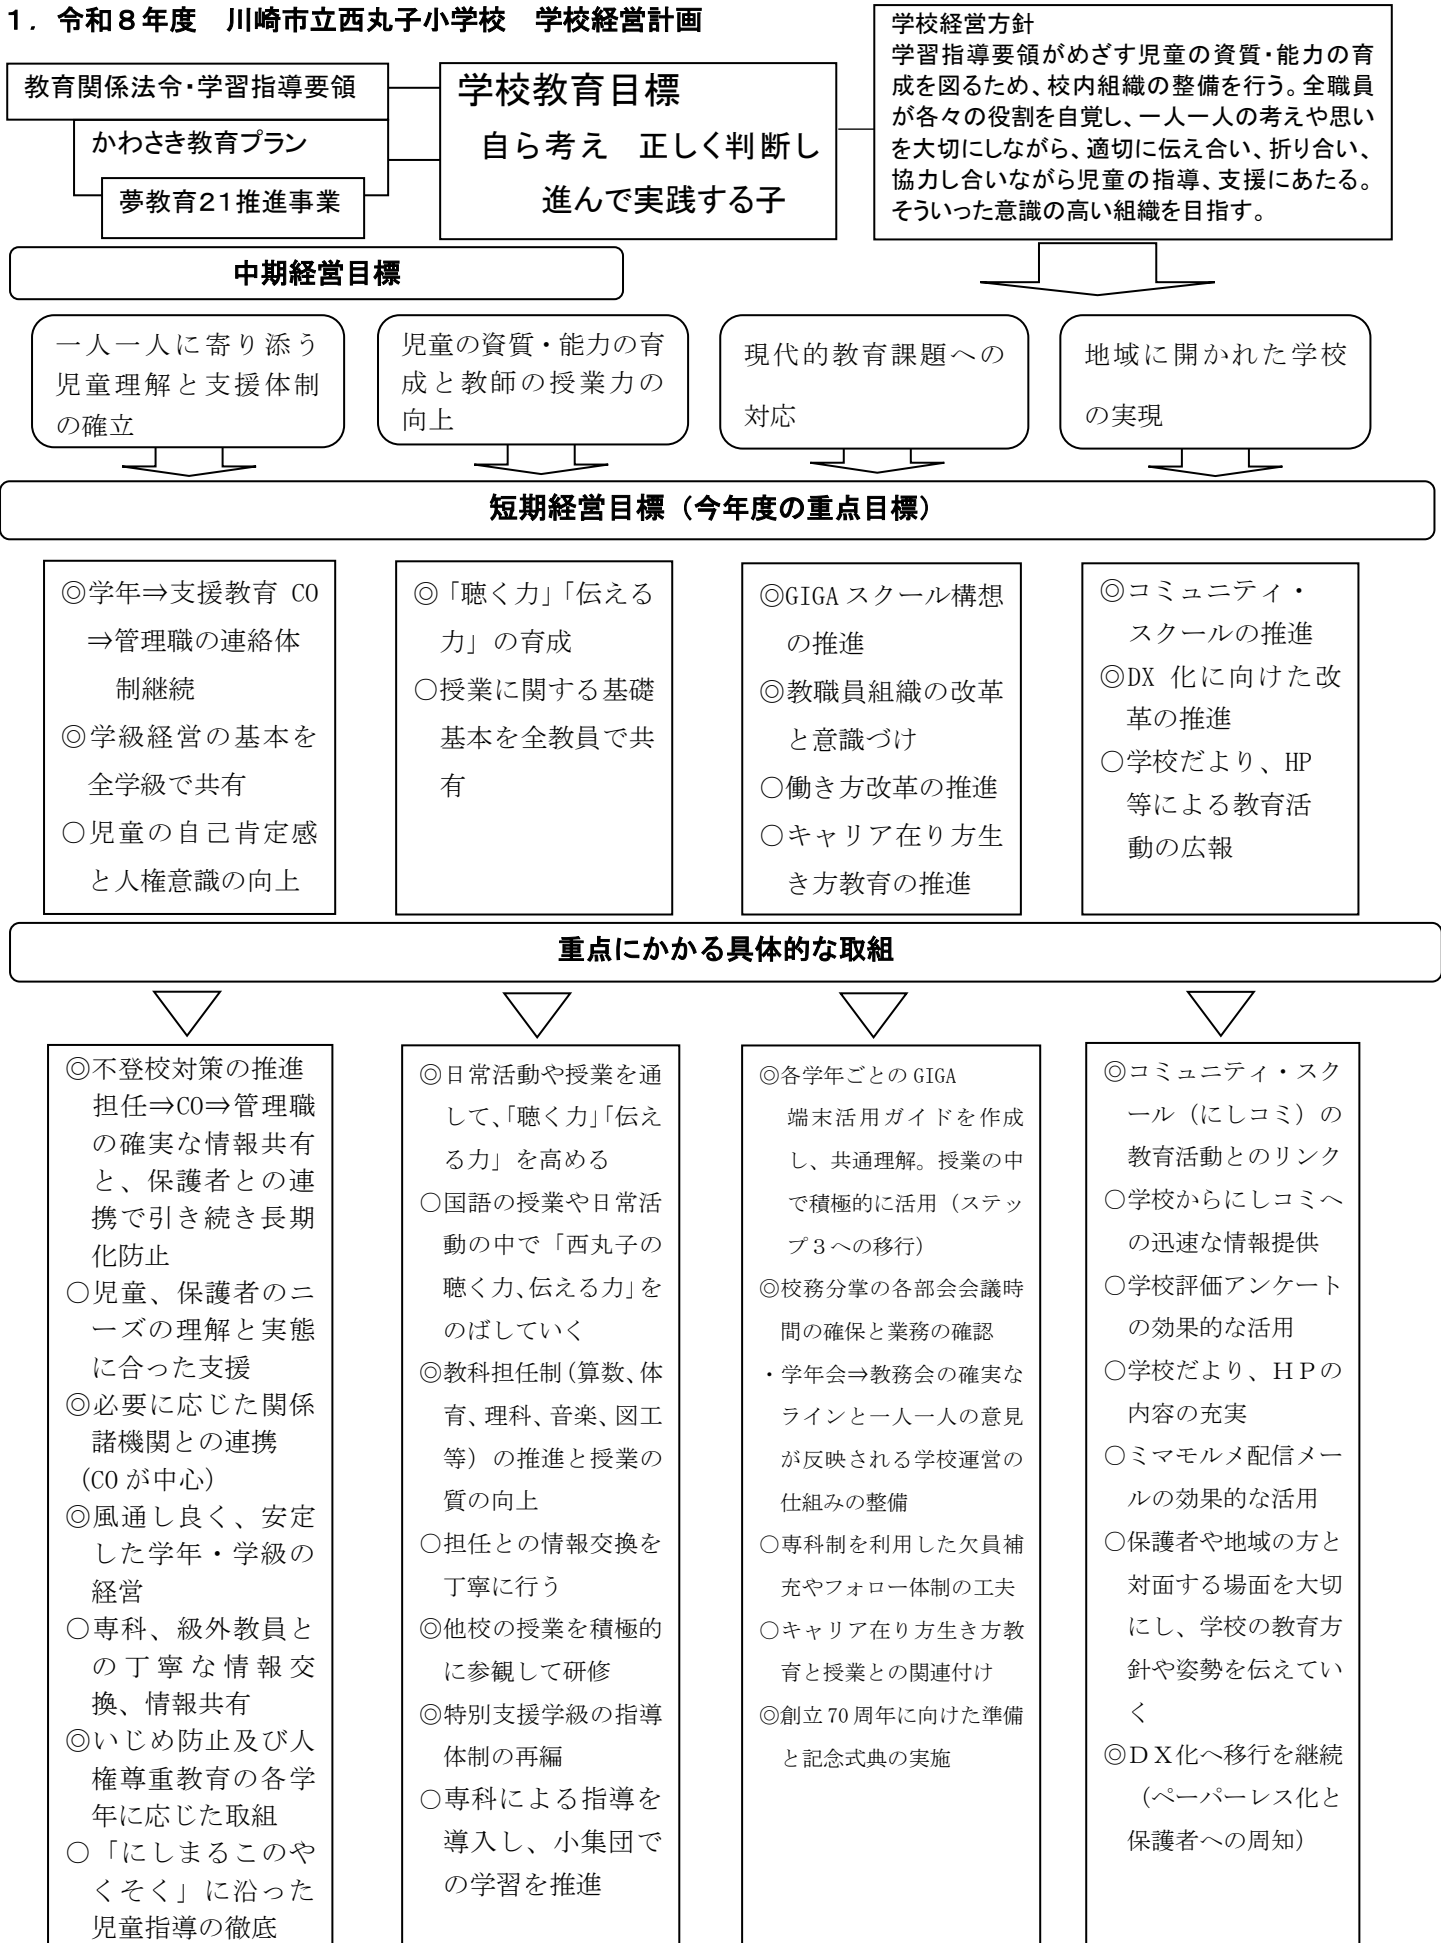 １．令和８年度　川崎市立西丸子小学校　学校経営計画
教育関係法令・学習指導要領
かわさき教育プラン
夢教育２１推進事業
学校教育目標
自ら考え　正しく判断し
進んで実践する子
学校経営方針
学習指導要領がめざす児童の資質・能力の育
成を図るため、校内組織の整備を行う。全職員
が各々の役割を自覚し、一人一人の考えや思い
を大切にしながら、適切に伝え合い、折り合い、
協力し合いながら児童の指導、支援にあたる。
そういった意識の高い組織を目指す。
中期経営目標
一人一人に寄り添う
児童理解と支援体制
の確立
児童の資質・能力の育
成と教師の授業力の
向上
現代的教育課題への
対応
地域に開かれた学校
の実現
短期経営目標（今年度の重点目標）
◎学年⇒支援教育 CO
⇒管理職の連絡体
制継続
◎学級経営の基本を
全学級で共有
○児童の自己肯定感
と人権意識の向上
◎「聴く力」「伝える
力」の育成
○授業に関する基礎
基本を全教員で共
有
◎GIGA スクール構想
の推進
◎教職員組織の改革
と意識づけ
○働き方改革の推進
○キャリア在り方生
き方教育の推進
◎コミュニティ・
スクールの推進
◎DX 化に向けた改
革の推進
○学校だより、HP
等による教育活
動の広報
重点にかかる具体的な取組
◎不登校対策の推進
担任⇒CO⇒管理職
の確実な情報共有
と、保護者との連
携で引き続き長期
化防止
○児童、保護者のニ
ーズの理解と実態
に合った支援
◎必要に応じた関係
諸機関との連携
（CO が中心）
◎風通し良く、安定
した学年・学級の
経営
○専科、級外教員と
の丁寧な情報交
換、情報共有
◎いじめ防止及び人
権尊重教育の各学
年に応じた取組
○「にしまるこのや
くそく」に沿った
児童指導の徹底
◎日常活動や授業を通
して、「聴く力」「伝え
る力」を高める
○国語の授業や日常活
動の中で「西丸子の
聴く力、伝える力」を
のばしていく
◎教科担任制（算数、体
育、理科、音楽、図工
等）の推進と授業の
質の向上
○担任との情報交換を
丁寧に行う
◎他校の授業を積極的
に参観して研修
◎特別支援学級の指導
体制の再編
○専科による指導を
導入し、小集団で
の学習を推進
◎各学年ごとの GIGA
端末活用ガイドを作成
し、共通理解。授業の中
で積極的に活用（ステッ
プ３への移行）
◎校務分掌の各部会会議時
間の確保と業務の確認
・学年会⇒教務会の確実な
ラインと一人一人の意見
が反映される学校運営の
仕組みの整備
○専科制を利用した欠員補
充やフォロー体制の工夫
○キャリア在り方生き方教
育と授業との関連付け
◎創立 70 周年に向けた準備
と記念式典の実施
◎コミュニティ・スク
ール（にしコミ）の
教育活動とのリンク
○学校からにしコミへ
の迅速な情報提供
○学校評価アンケート
の効果的な活用
○学校だより、ＨＰの
内容の充実
○ミマモルメ配信メー
ルの効果的な活用
○保護者や地域の方と
対面する場面を大切
にし、学校の教育方
針や姿勢を伝えてい
く
◎ＤＸ化へ移行を継続
（ペーパーレス化と
保護者への周知）